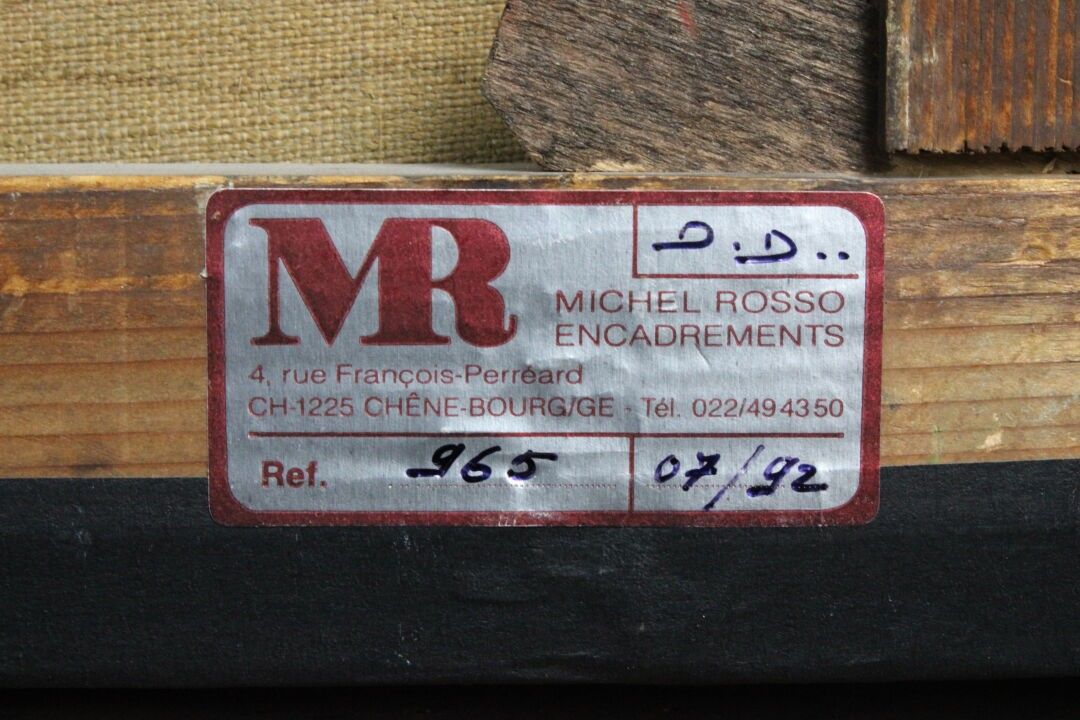 MR
D.D..
MICHEL ROSSO
ENCADREMENTS
4, rue François-Perréard
CH-1225 CHÊNE-BOURG/GE - Tél. 022/49 43 50
Ref. 965 07/92